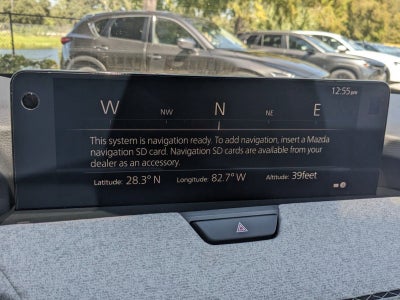 12:55pm
W NW N NE E
This system is navigation ready. To add navigation, insert a Mazda
navigation SD card. Navigation SD cards are available from your
dealer as an accessory.
Latitude: 28.3° N Longitude: 82.7° W Altitude: 39feet